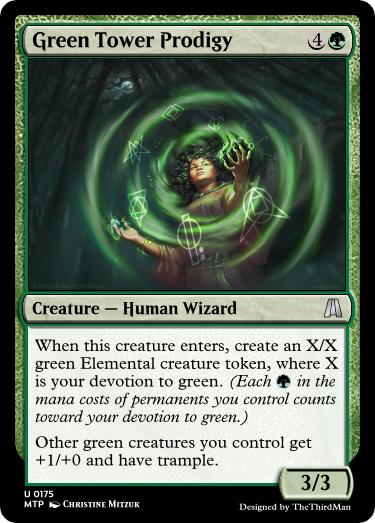 Green Tower Prodigy 4
Creature — Human Wizard
When this creature enters, create an X/X
green Elemental creature token, where X
is your devotion to green. (Each in the
mana costs of permanents you control counts
toward your devotion to green.)
Other green creatures you control get
+1/+0 and have trample.
3/3
U 0175
MTP Christine Mitzuk
Designed by TheThirdMan